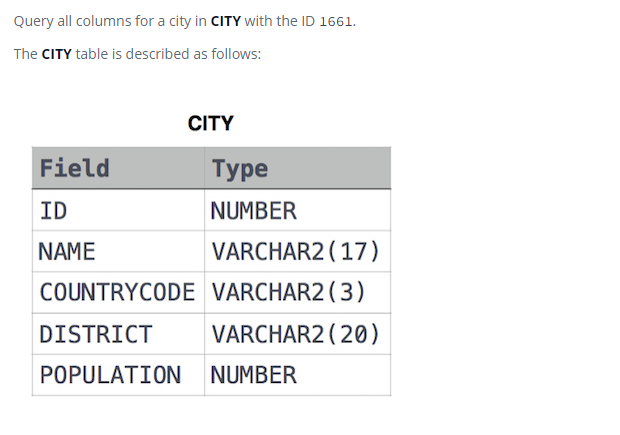 Query all columns for a city in CITY with the ID 1661.
The CITY table is described as follows:
CITY
Field Type
ID NUMBER
NAME VARCHAR2(17)
COUNTRYCODE VARCHAR2(3)
DISTRICT VARCHAR2(20)
POPULATION NUMBER